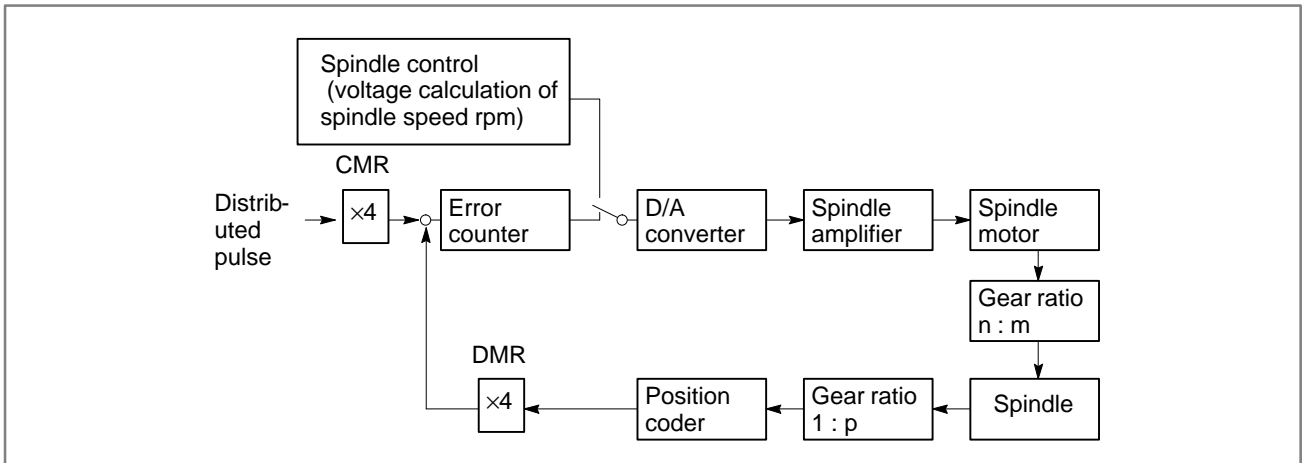 Spindle control
(voltage calculation of
spindle speed rpm)
CMR
Distrib-
uted
pulse
×4
Error
counter
D/A
converter
Spindle
amplifier
Spindle
motor
Gear ratio
n : m
DMR
×4
Position
coder
Gear ratio
1 : p
Spindle